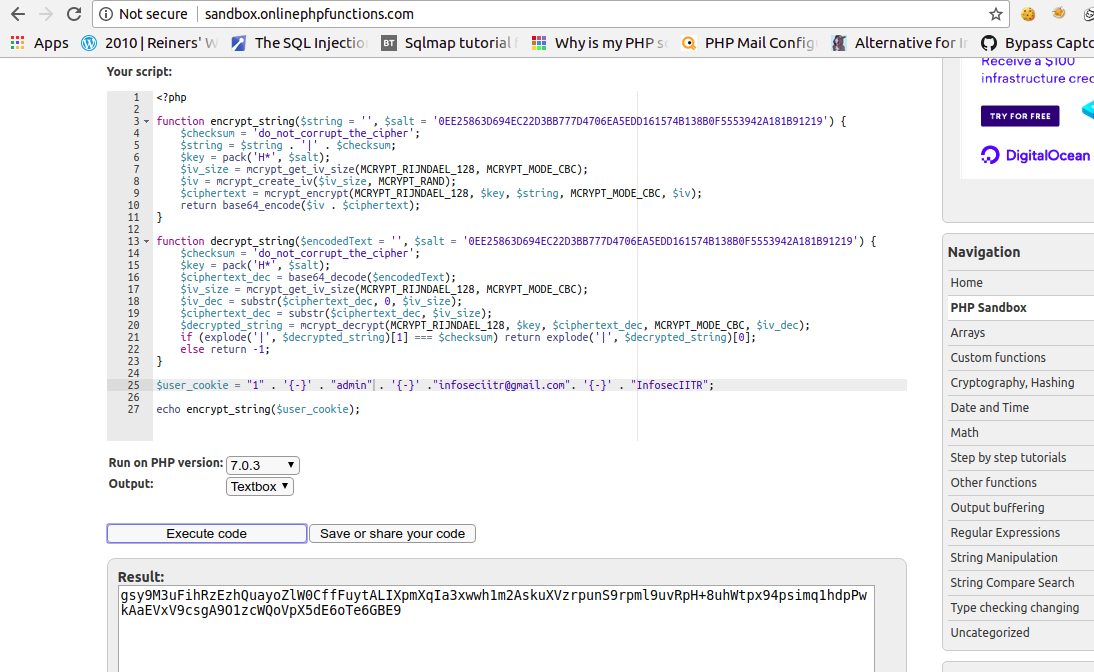 Not secure | sandbox.onlinephpfunctions.com
Apps 2010 | Reiners' W The SQL Injectio BT Sqlmap tutorial Why is my PHP sc PHP Mail Config Alternative for I Bypass Captc
Your script:
1 <?php
2
3 function encrypt_string($string = '', $salt = '0EE25863D694EC22D3BB777D4706EA5EDD161574B138B0F5553942A181B91219') {
4 $checksum = 'do_not_corrupt_the_cipher';
5 $string = $string . '|' . $checksum;
6 $key = pack('H*', $salt);
7 $iv_size = mcrypt_get_iv_size(MCRYPT_RIJNDAEL_128, MCRYPT_MODE_CBC);
8 $iv = mcrypt_create_iv($iv_size, MCRYPT_RAND);
9 $ciphertext = mcrypt_encrypt(MCRYPT_RIJNDAEL_128, $key, $string, MCRYPT_MODE_CBC, $iv);
10 return base64_encode($iv . $ciphertext);
11 }
12
13 function decrypt_string($encodedText = '', $salt = '0EE25863D694EC22D3BB777D4706EA5EDD161574B138B0F5553942A181B91219') {
14 $checksum = 'do_not_corrupt_the_cipher';
15 $key = pack('H*', $salt);
16 $ciphertext_dec = base64_decode($encodedText);
17 $iv_size = mcrypt_get_iv_size(MCRYPT_RIJNDAEL_128, MCRYPT_MODE_CBC);
18 $iv_dec = substr($ciphertext_dec, 0, $iv_size);
19 $ciphertext_dec = substr($ciphertext_dec, $iv_size);
20 $decrypted_string = mcrypt_decrypt(MCRYPT_RIJNDAEL_128, $key, $ciphertext_dec, MCRYPT_MODE_CBC, $iv_dec);
21 if (explode('|', $decrypted_string)[1] === $checksum) return explode('|', $decrypted_string)[0];
22 else return -1;
23 }
24
25 $user_cookie = "1" . '{-}' . "admin" . '{-}' ."infoseciitr@gmail.com". '{-}' . "InfosecIITR";
26
27 echo encrypt_string($user_cookie);
Run on PHP version: 7.0.3
Output: Textbox
Execute code Save or share your code
Result:
gsy9M3uFihRzEzhQuayoZlW0CffFuytALIXpmXqIa3xwwh1m2AskuXVzrpunS9rpml9uvRpH+8uhWtpx94psimq1hdpPw
kAaEVxV9csgA9O1zcWQoVpX5dE6oTe6GBE9
Receive a $100
infrastructure cred
TRY FOR FREE
DigitalOcean
Navigation
Home
PHP Sandbox
Arrays
Custom functions
Cryptography, Hashing
Date and Time
Math
Step by step tutorials
Other functions
Output buffering
Regular Expressions
String Manipulation
String Compare Search
Type checking changing
Uncategorized